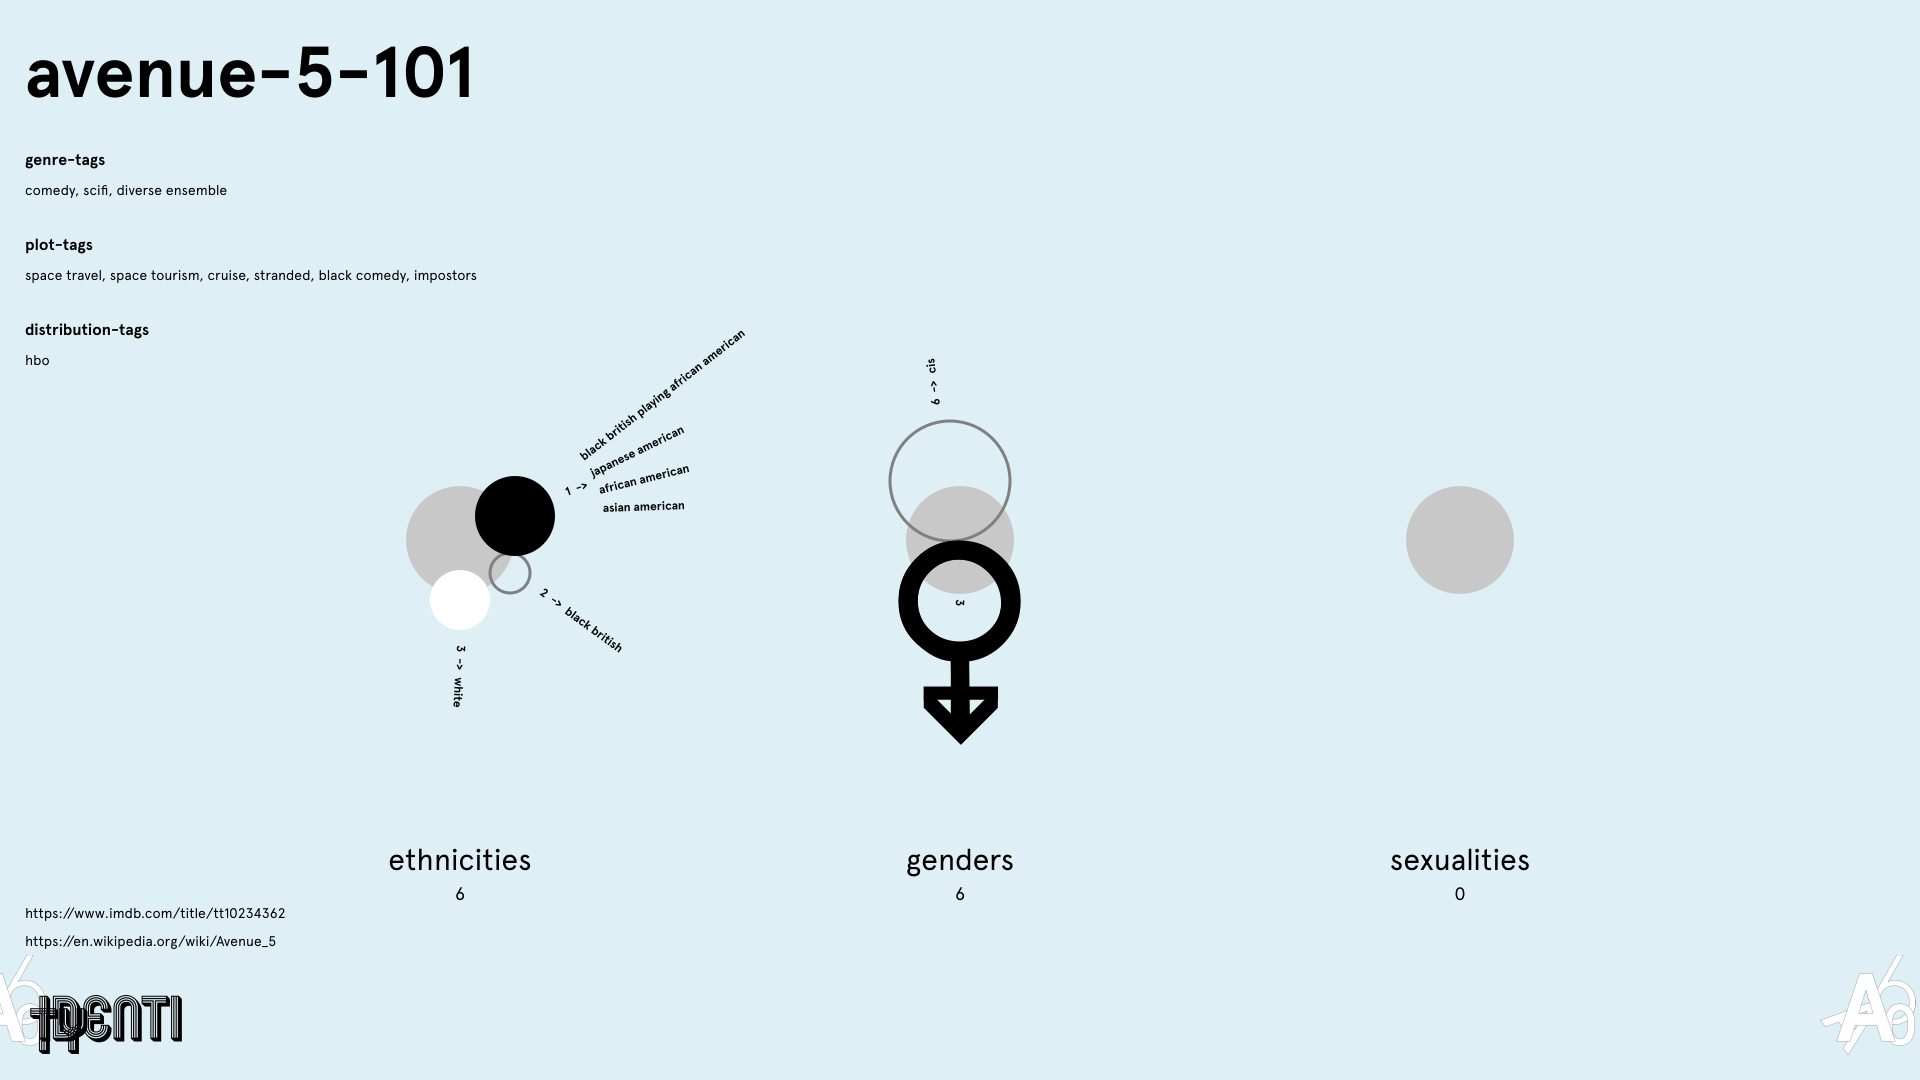 avenue-5-101
genre-tags
comedy, scifi, diverse ensemble
plot-tags
space travel, space tourism, cruise, stranded, black comedy, impostors
distribution-tags
hbo
1 -> black british playing african american
japanese american
african american
asian american
2 -> black british
3 -> white
6 -> cis
3
ethnicities
6
genders
6
sexualities
0
https://www.imdb.com/title/tt10234362
https://en.wikipedia.org/wiki/Avenue_5
IDENTI